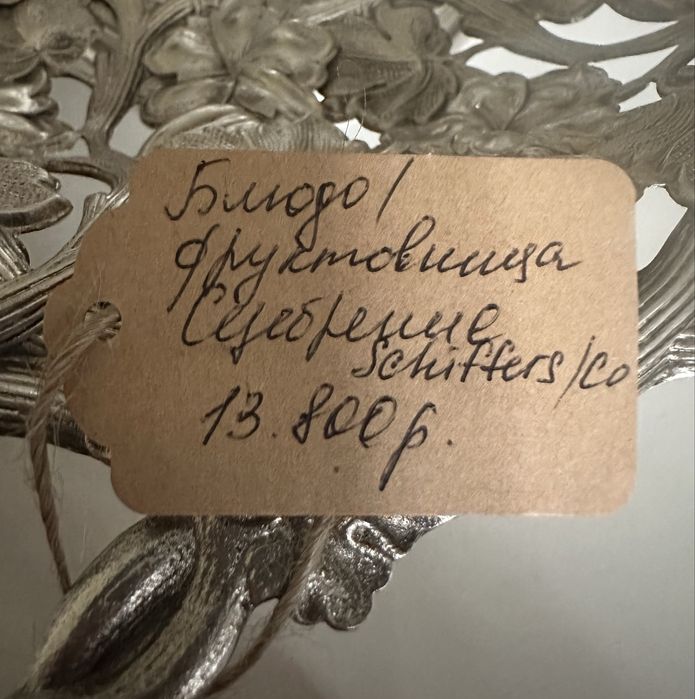 Блюдо/
фруктовница
Серебрение
Schiffers/Co
13.800р.